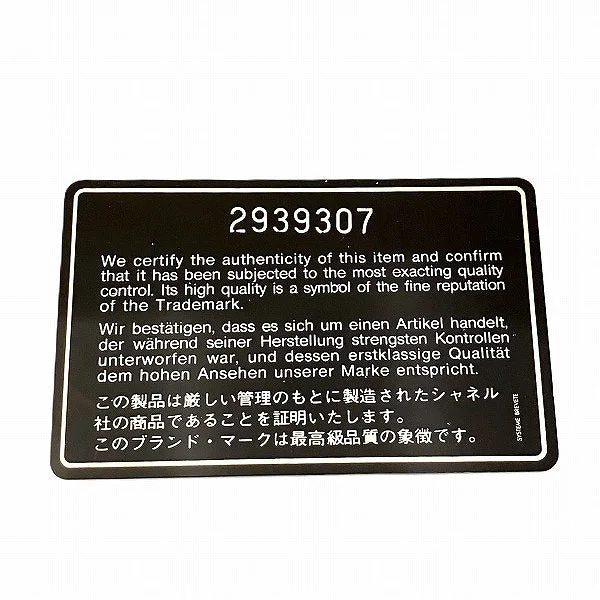 2939307
We certify the authenticity of this item and confirm
that it has been subjected to the most exacting quality
control. Its high quality is a symbol of the fine reputation
of the Trademark.
Wir bestätigen, dass es sich um einen Artikel handelt,
der während seiner Herstellung strengsten Kontrollen
unterworfen war, und dessen erstklassige Qualität
dem hohen Ansehen unserer Marke entspricht.
この製品は厳しい管理のもとに製造されたシャネル
社の商品であることを証明いたします。
このブランド・マークは最高級品質の象徴です。
SYSTEME BREVETE